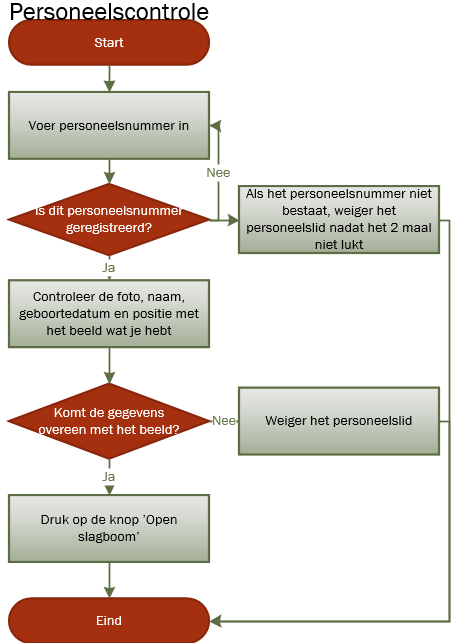 Personeelscontrole
Start
Voer personeelsnummer in
Nee
Is dit personeelsnummer
geregistreerd?
Als het personeelsnummer niet
bestaat, weiger het
personeelslid nadat het 2 maal
niet lukt
Ja
Controleer de foto, naam,
geboortedatum en positie met
het beeld wat je hebt
Komt de gegevens
overeen met het beeld?
Nee
Weiger het personeelslid
Ja
Druk op de knop 'Open
slagboom'
Eind